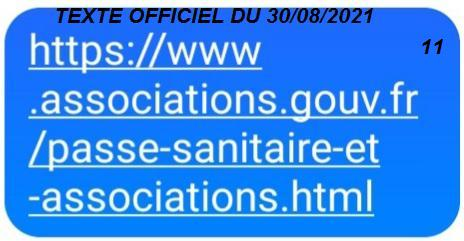 TEXTE OFFICIEL DU 30/08/2021
https://www
11
.associations.gouv.fr
/passe-sanitaire-et
-associations.html